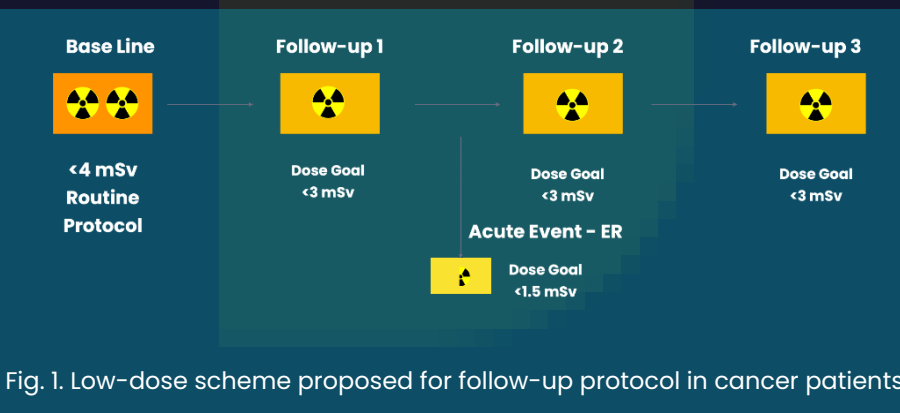 Base Line
Follow-up 1
Follow-up 2
Follow-up 3
<4 mSv
Routine
Protocol
Dose Goal
<3 mSv
Dose Goal
<3 mSv
Dose Goal
<3 mSv
Acute Event - ER
Dose Goal
<1.5 mSv
Fig. 1. Low-dose scheme proposed for follow-up protocol in cancer patients